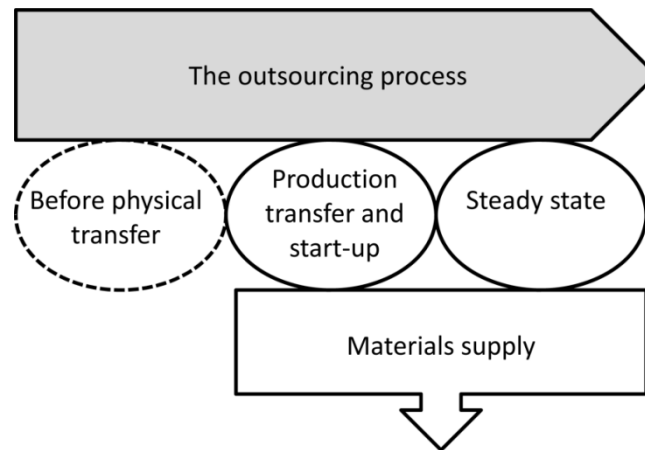 The outsourcing process
Before physical
transfer
Production
transfer and
start-up
Steady state
Materials supply